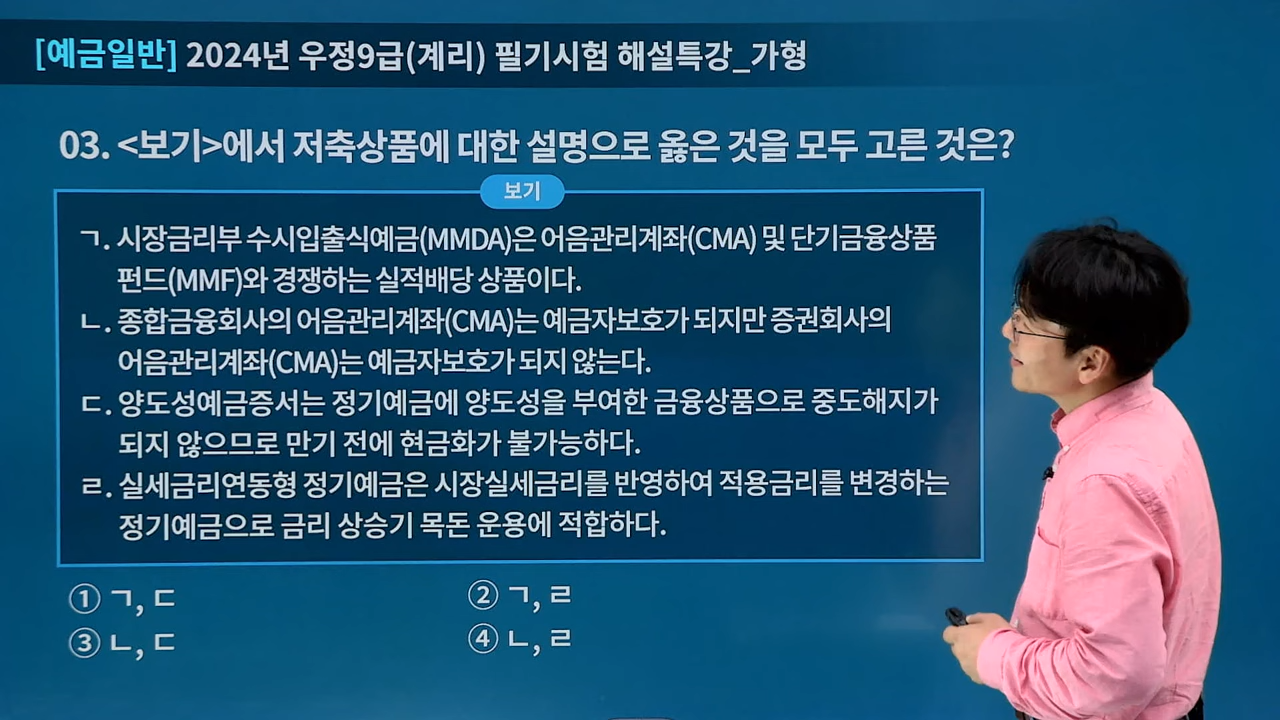 [예금일반] 2024년 우정9급(계리) 필기시험 해설특강_가형
03. <보기>에서 저축상품에 대한 설명으로 옳은 것을 모두 고른 것은?
보기
ㄱ. 시장금리부 수시입출식예금(MMDA)은 어음관리계좌(CMA) 및 단기금융상품
펀드(MMF)와 경쟁하는 실적배당 상품이다.
ㄴ. 종합금융회사의 어음관리계좌(CMA)는 예금자보호가 되지만 증권회사의
어음관리계좌(CMA)는 예금자보호가 되지 않는다.
ㄷ. 양도성예금증서는 정기예금에 양도성을 부여한 금융상품으로 중도해지가
되지 않으므로 만기 전에 현금화가 불가능하다.
ㄹ. 실세금리연동형 정기예금은 시장실세금리를 반영하여 적용금리를 변경하는
정기예금으로 금리 상승기 목돈 운용에 적합하다.
① ㄱ, ㄷ ② ㄱ, ㄹ
③ ㄴ, ㄷ ④ ㄴ, ㄹ